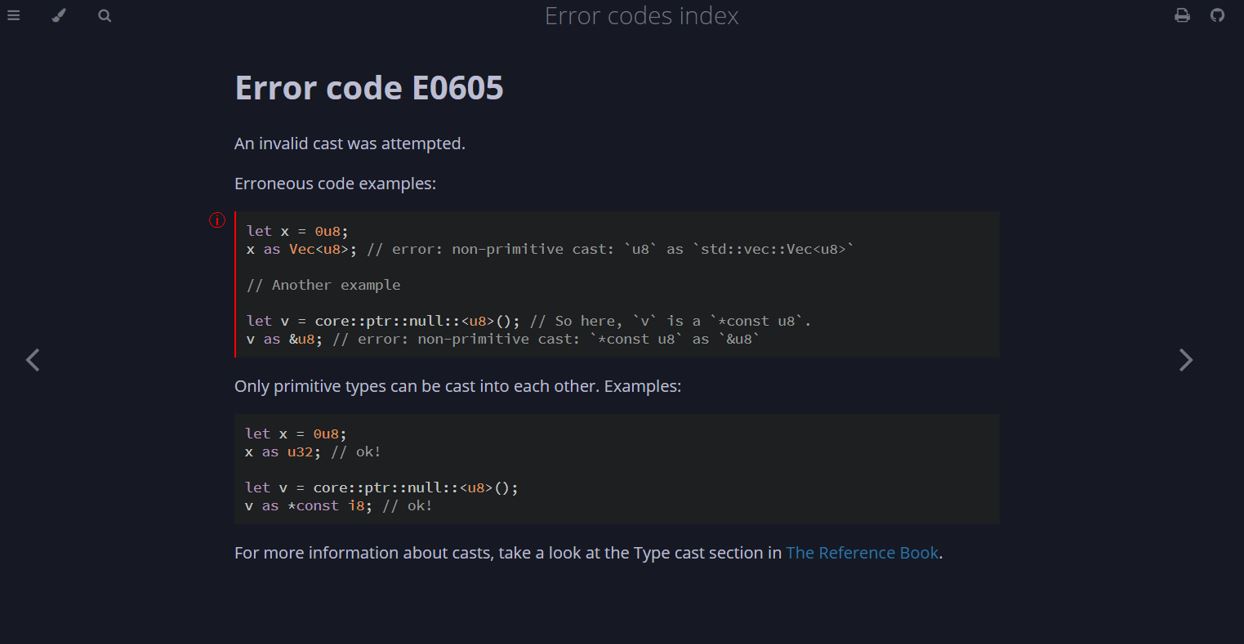 Error codes index
Error code E0605
An invalid cast was attempted.
Erroneous code examples:
let x = 0u8;
x as Vec<u8>; // error: non-primitive cast: `u8` as `std::vec::Vec<u8>`
// Another example
let v = core::ptr::null::<u8>(); // So here, `v` is a `*const u8`.
v as &u8; // error: non-primitive cast: `*const u8` as `&u8`
Only primitive types can be cast into each other. Examples:
let x = 0u8;
x as u32; // ok!
let v = core::ptr::null::<u8>();
v as *const i8; // ok!
For more information about casts, take a look at the Type cast section in The Reference Book.